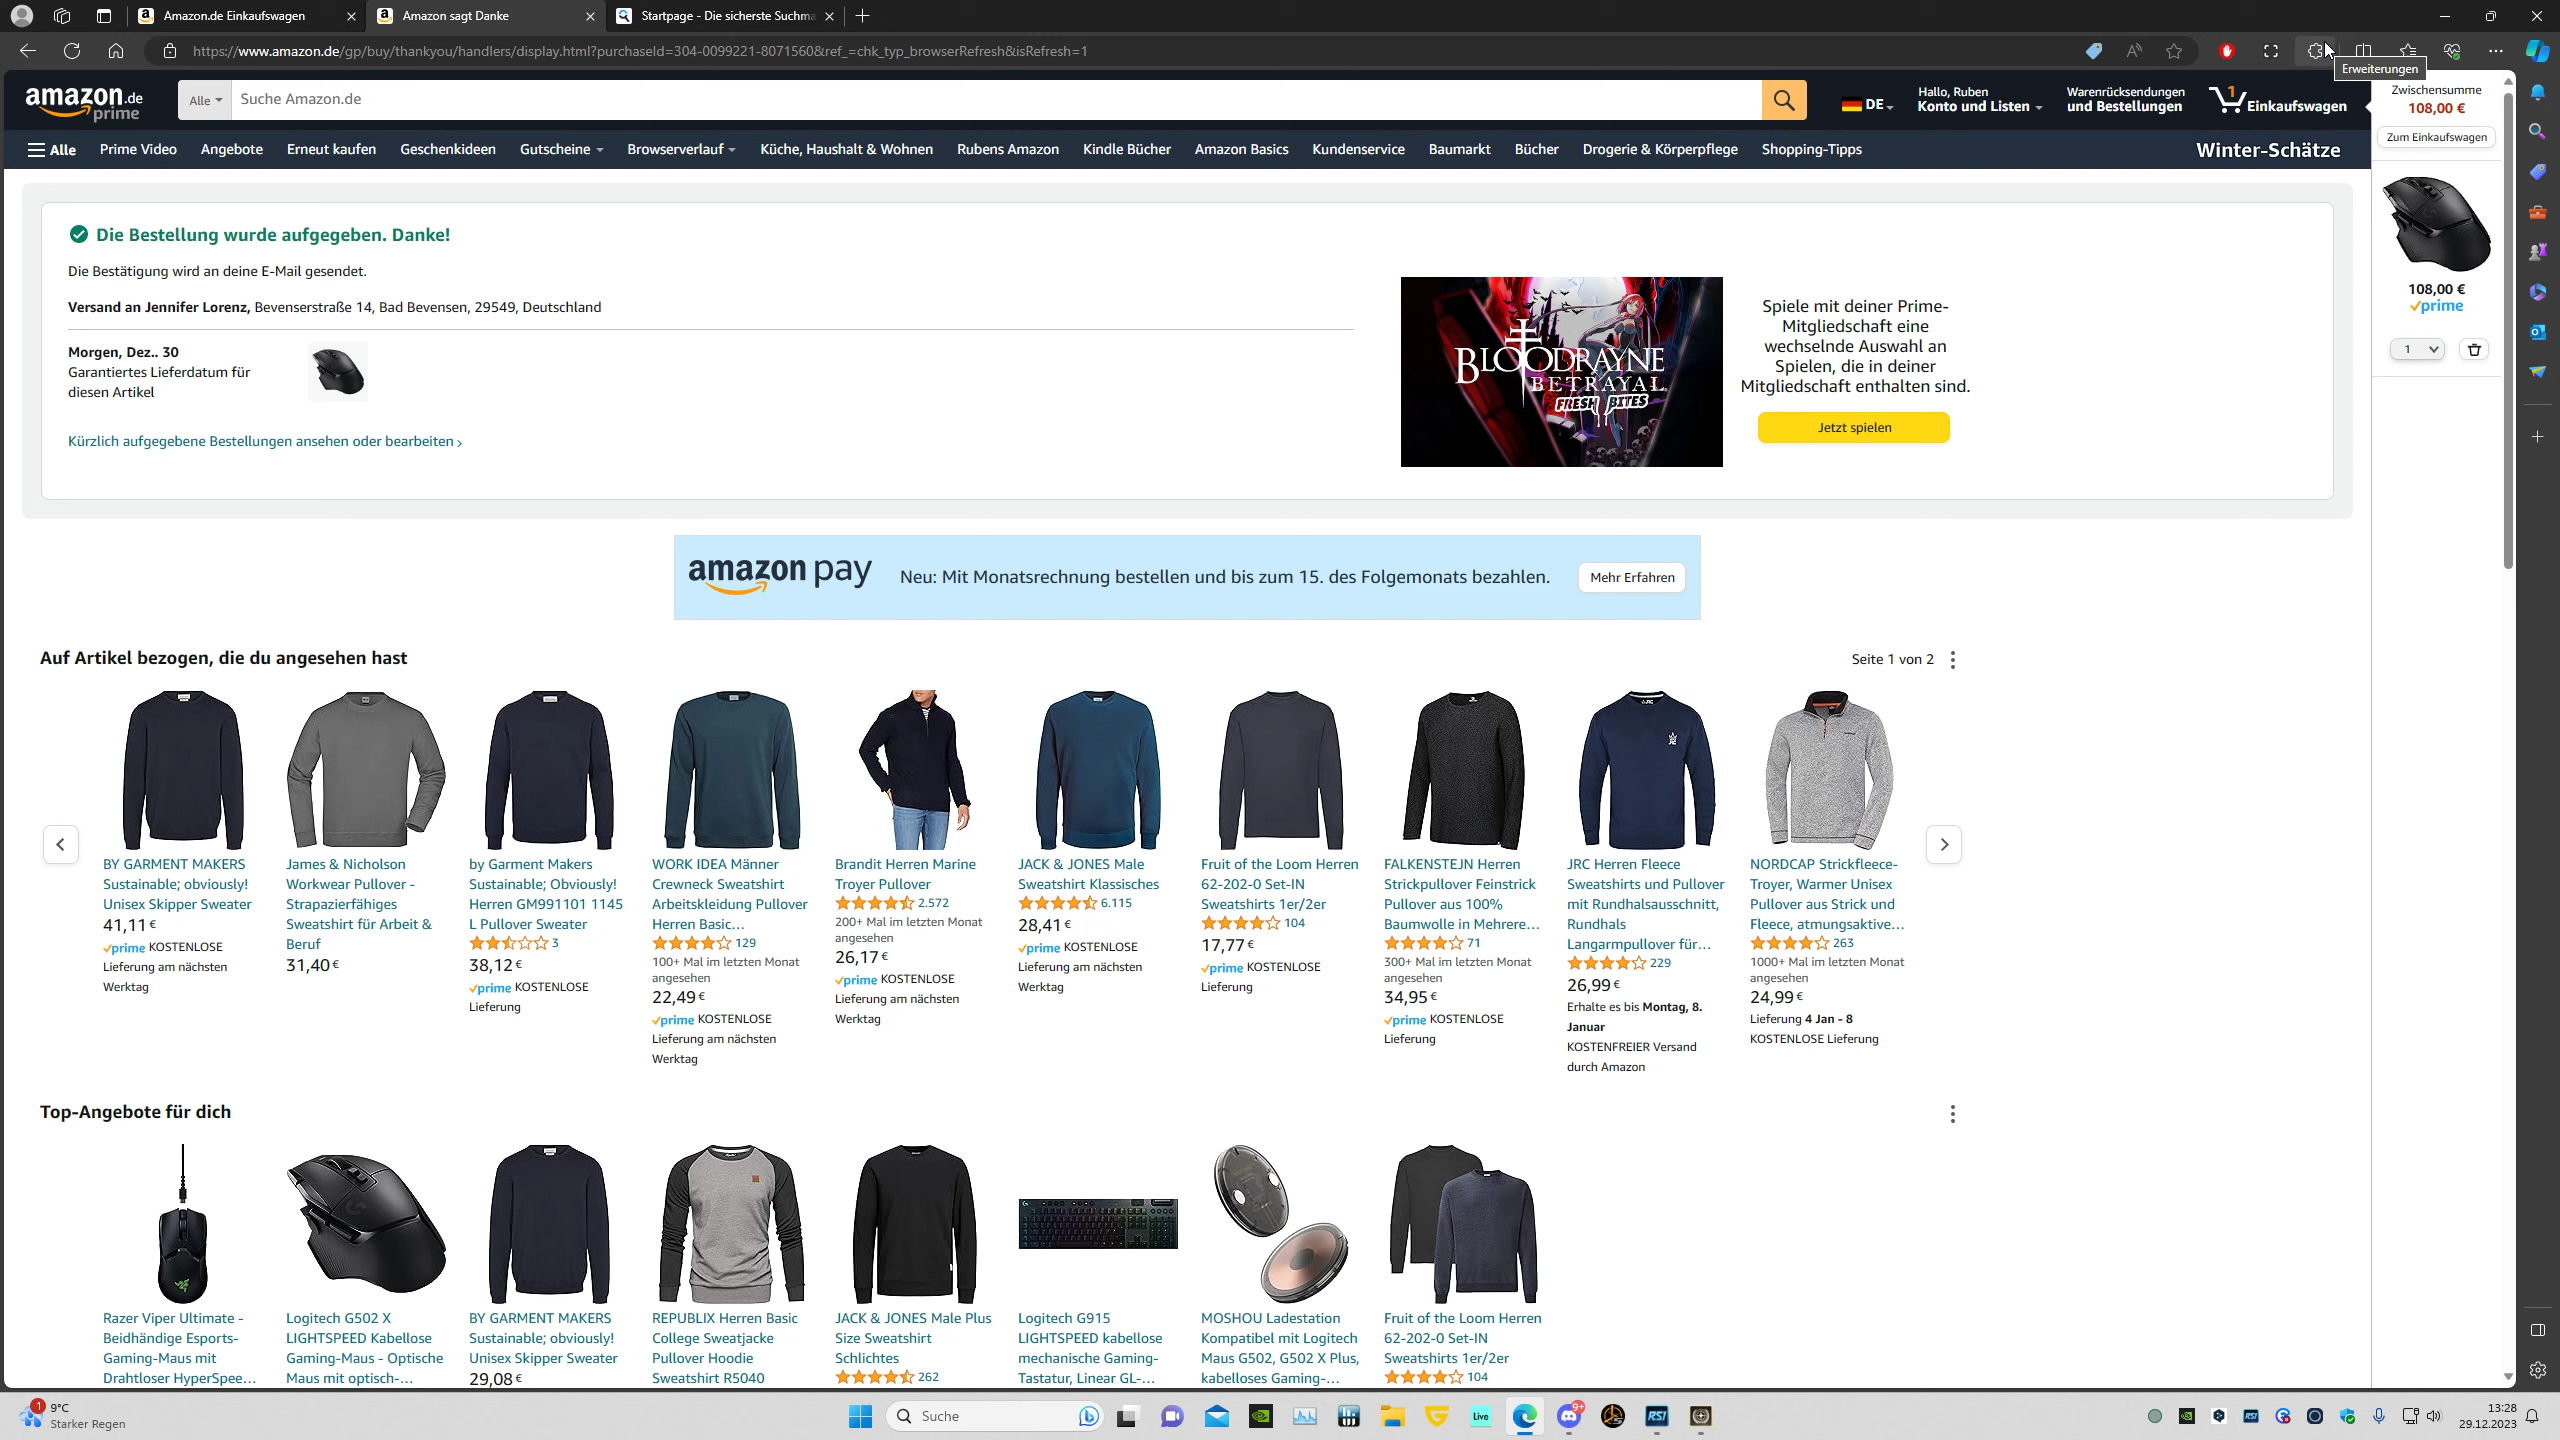 Amazon.de Einkaufswagen
Amazon sagt Danke
Startpage - Die sicherste Suchma
https://www.amazon.de/gp/buy/thankyou/handlers/display.html?purchaseId=304-0099221-8071560&ref_=chk_typ_browserRefresh&isRefresh=1
Erweiterungen
amazon.de
prime
Alle
Suche Amazon.de
DE
Hallo, Ruben
Konto und Listen
Warenrücksendungen
und Bestellungen
1
Einkaufswagen
Alle
Prime Video
Angebote
Erneut kaufen
Geschenkideen
Gutscheine
Browserverlauf
Küche, Haushalt & Wohnen
Rubens Amazon
Kindle Bücher
Amazon Basics
Kundenservice
Baumarkt
Bücher
Drogerie & Körperpflege
Shopping-Tipps
Winter-Schätze
Zwischensumme
108,00 €
Zum Einkaufswagen
108,00 €
prime
1
Die Bestellung wurde aufgegeben. Danke!
Die Bestätigung wird an deine E-Mail gesendet.
Versand an Jennifer Lorenz, Bevenserstraße 14, Bad Bevensen, 29549, Deutschland
Morgen, Dez.. 30
Garantiertes Lieferdatum für
diesen Artikel
Kürzlich aufgegebene Bestellungen ansehen oder bearbeiten ›
BLOODRAYNE
BETRAYAL
FRESH BITES
Spiele mit deiner Prime-
Mitgliedschaft eine
wechselnde Auswahl an
Spielen, die in deiner
Mitgliedschaft enthalten sind.
Jetzt spielen
amazon pay
Neu: Mit Monatsrechnung bestellen und bis zum 15. des Folgemonats bezahlen.
Mehr Erfahren
Auf Artikel bezogen, die du angesehen hast
Seite 1 von 2
BY GARMENT MAKERS
Sustainable; obviously!
Unisex Skipper Sweater
41,11 €
prime KOSTENLOSE
Lieferung am nächsten
Werktag
James & Nicholson
Workwear Pullover -
Strapazierfähiges
Sweatshirt für Arbeit &
Beruf
31,40 €
by Garment Makers
Sustainable; Obviously!
Herren GM991101 1145
L Pullover Sweater
3
38,12 €
prime KOSTENLOSE
Lieferung
WORK IDEA Männer
Crewneck Sweatshirt
Arbeitskleidung Pullover
Herren Basic...
129
100+ Mal im letzten Monat
angesehen
22,49 €
prime KOSTENLOSE
Lieferung am nächsten
Werktag
Brandit Herren Marine
Troyer Pullover
2.572
200+ Mal im letzten Monat
angesehen
26,17 €
prime KOSTENLOSE
Lieferung am nächsten
Werktag
JACK & JONES Male
Sweatshirt Klassisches
6.115
28,41 €
prime KOSTENLOSE
Lieferung am nächsten
Werktag
Fruit of the Loom Herren
62-202-0 Set-IN
Sweatshirts 1er/2er
104
17,77 €
prime KOSTENLOSE
Lieferung
FALKENSTEJN Herren
Strickpullover Feinstrick
Pullover aus 100%
Baumwolle in Mehrere...
71
300+ Mal im letzten Monat
angesehen
34,95 €
prime KOSTENLOSE
Lieferung
JRC Herren Fleece
Sweatshirts und Pullover
mit Rundhalsausschnitt,
Rundhals
Langarmpullover für...
229
26,99 €
Erhalte es bis Montag, 8.
Januar
KOSTENFREIER Versand
durch Amazon
NORDCAP Strickfleece-
Troyer, Warmer Unisex
Pullover aus Strick und
Fleece, atmungsaktive...
263
1000+ Mal im letzten Monat
angesehen
24,99 €
Lieferung 4 Jan - 8
KOSTENLOSE Lieferung
Top-Angebote für dich
Razer Viper Ultimate -
Beidhändige Esports-
Gaming-Maus mit
Drahtloser HyperSpee...
Logitech G502 X
LIGHTSPEED Kabellose
Gaming-Maus - Optische
Maus mit optisch-...
BY GARMENT MAKERS
Sustainable; obviously!
Unisex Skipper Sweater
29,08 €
REPUBLIX Herren Basic
College Sweatjacke
Pullover Hoodie
Sweatshirt R5040
JACK & JONES Male Plus
Size Sweatshirt
Schlichtes
262
Logitech G915
LIGHTSPEED kabellose
mechanische Gaming-
Tastatur, Linear GL-...
MOSHOU Ladestation
Kompatibel mit Logitech
Maus G502, G502 X Plus,
kabelloses Gaming-...
Fruit of the Loom Herren
62-202-0 Set-IN
Sweatshirts 1er/2er
104
1
9°C
Starker Regen
Suche
Live
9+
RSI
RSI
13:28
29.12.2023